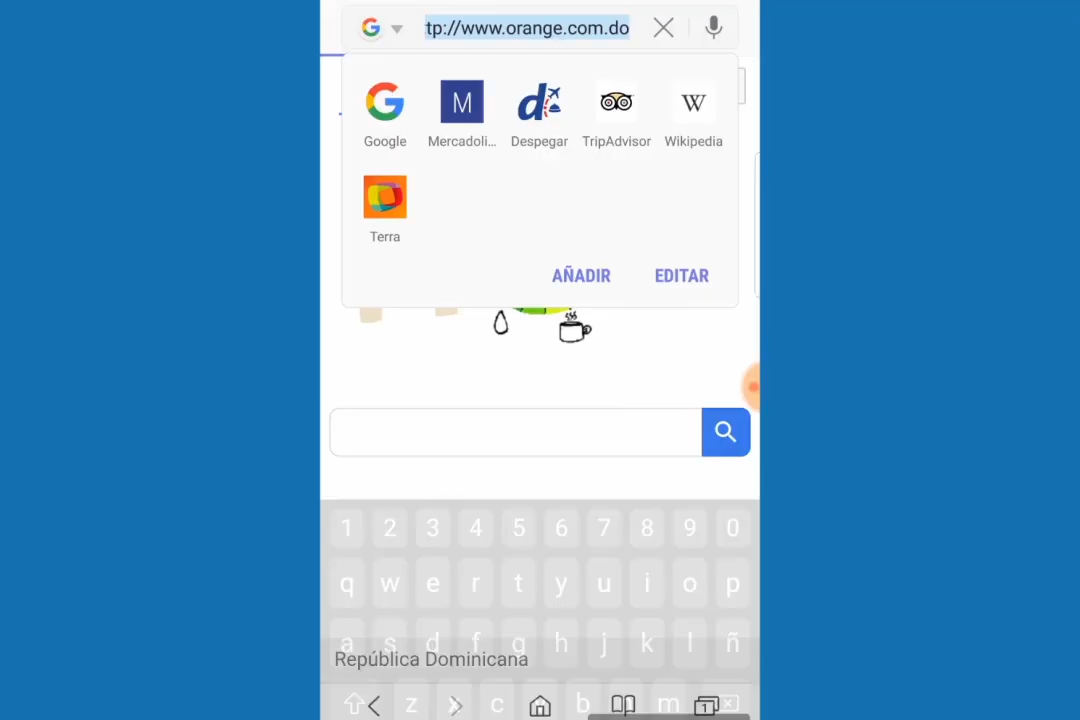 tp://www.orange.com.do
M
W
Google
Mercadoli...
Despegar
TripAdvisor
Wikipedia
Terra
AÑADIR
EDITAR
1 2 3 4 5 6 7 8 9 0
q w e r t y u i o p
a s d f g h j k l ñ
República Dominicana
z x c b m
1